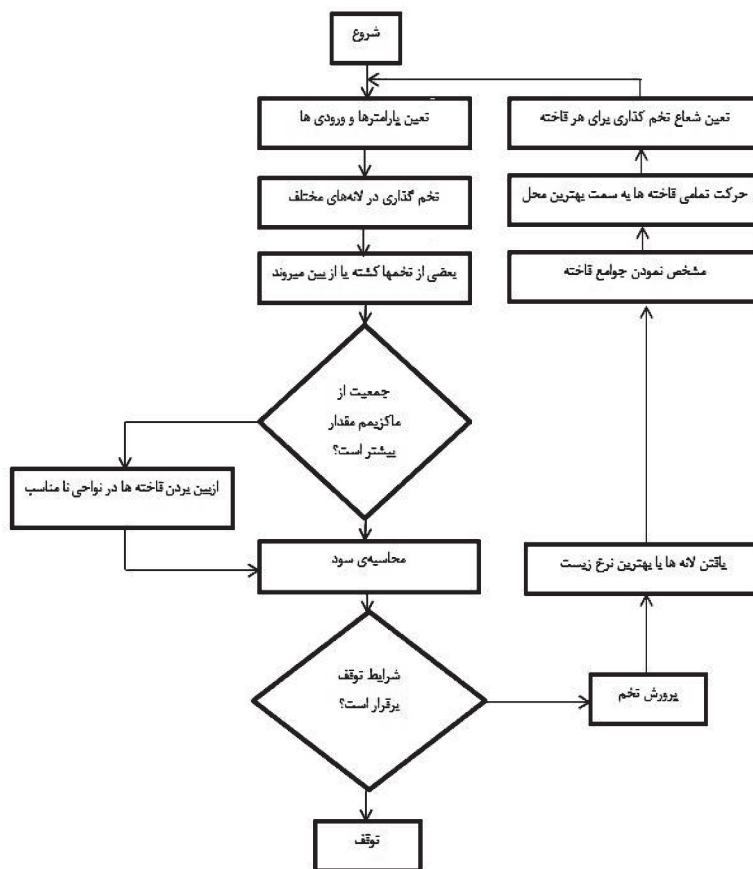 شروع
تعین پارامترها و ورودی ها
تخم گذاری در لانه‌های مختلف
بعضی از تخمها کشته یا از بین میروند
جمعیت از
ماکزیمم مقدار
بیشتر است؟
ازبین بردن فاخته ها در نواحی نا مناسب
محاسبه‌ی سود
شرایط توقف
برقرار است؟
توقف
پرورش تخم
یافتن لانه ها با بهترین نرخ زیست
مشخص نمودن جوامع فاخته
حرکت تمامی فاخته ها به سمت بهترین محل
تعین شعاع تخم گذاری برای هر فاخته